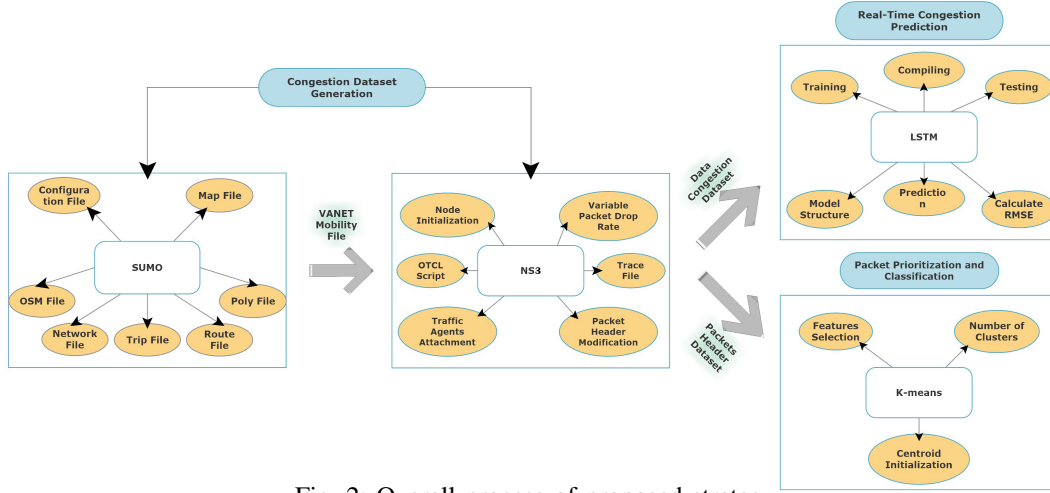 Congestion Dataset
Generation
Configura
tion File
Map File
SUMO
OSM File
Poly File
Network
File
Trip File
Route
File
VANET
Mobility
File
Node
Initialization
Variable
Packet Drop
Rate
OTCL
Script
NS3
Trace
File
Traffic
Agents
Attachment
Packet
Header
Modification
Data
Congestion
Dataset
Packets
Header
Dataset
Real-Time Congestion
Prediction
Training
Compiling
Testing
LSTM
Model
Structure
Predictio
n
Calculate
RMSE
Packet Prioritization and
Classification
Features
Selection
Number of
Clusters
K-means
Centroid
Initialization